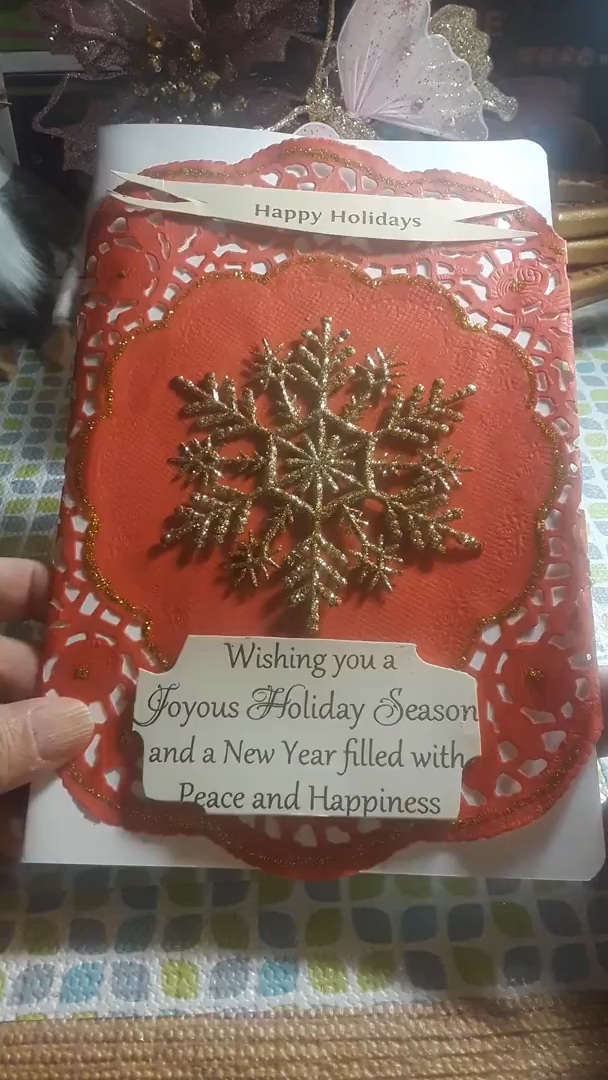 Happy Holidays
Wishing you a
Joyous Holiday Season
and a New Year filled with
Peace and Happiness